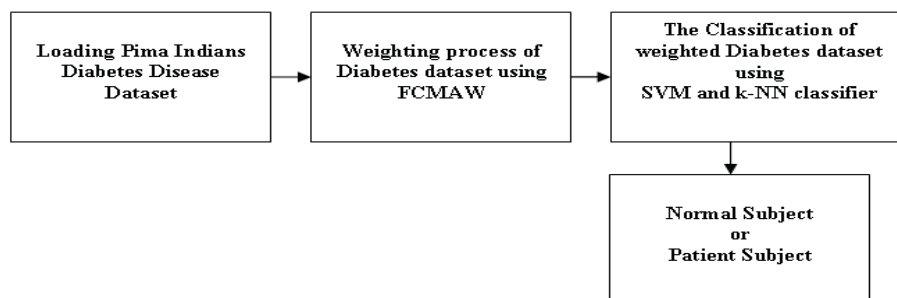 Loading Pima Indians
Diabetes Disease
Dataset
Weighting process of
Diabetes dataset using
FCMAW
The Classification of
weighted Diabetes dataset
using
SVM and k-NN classifier
Normal Subject
or
Patient Subject